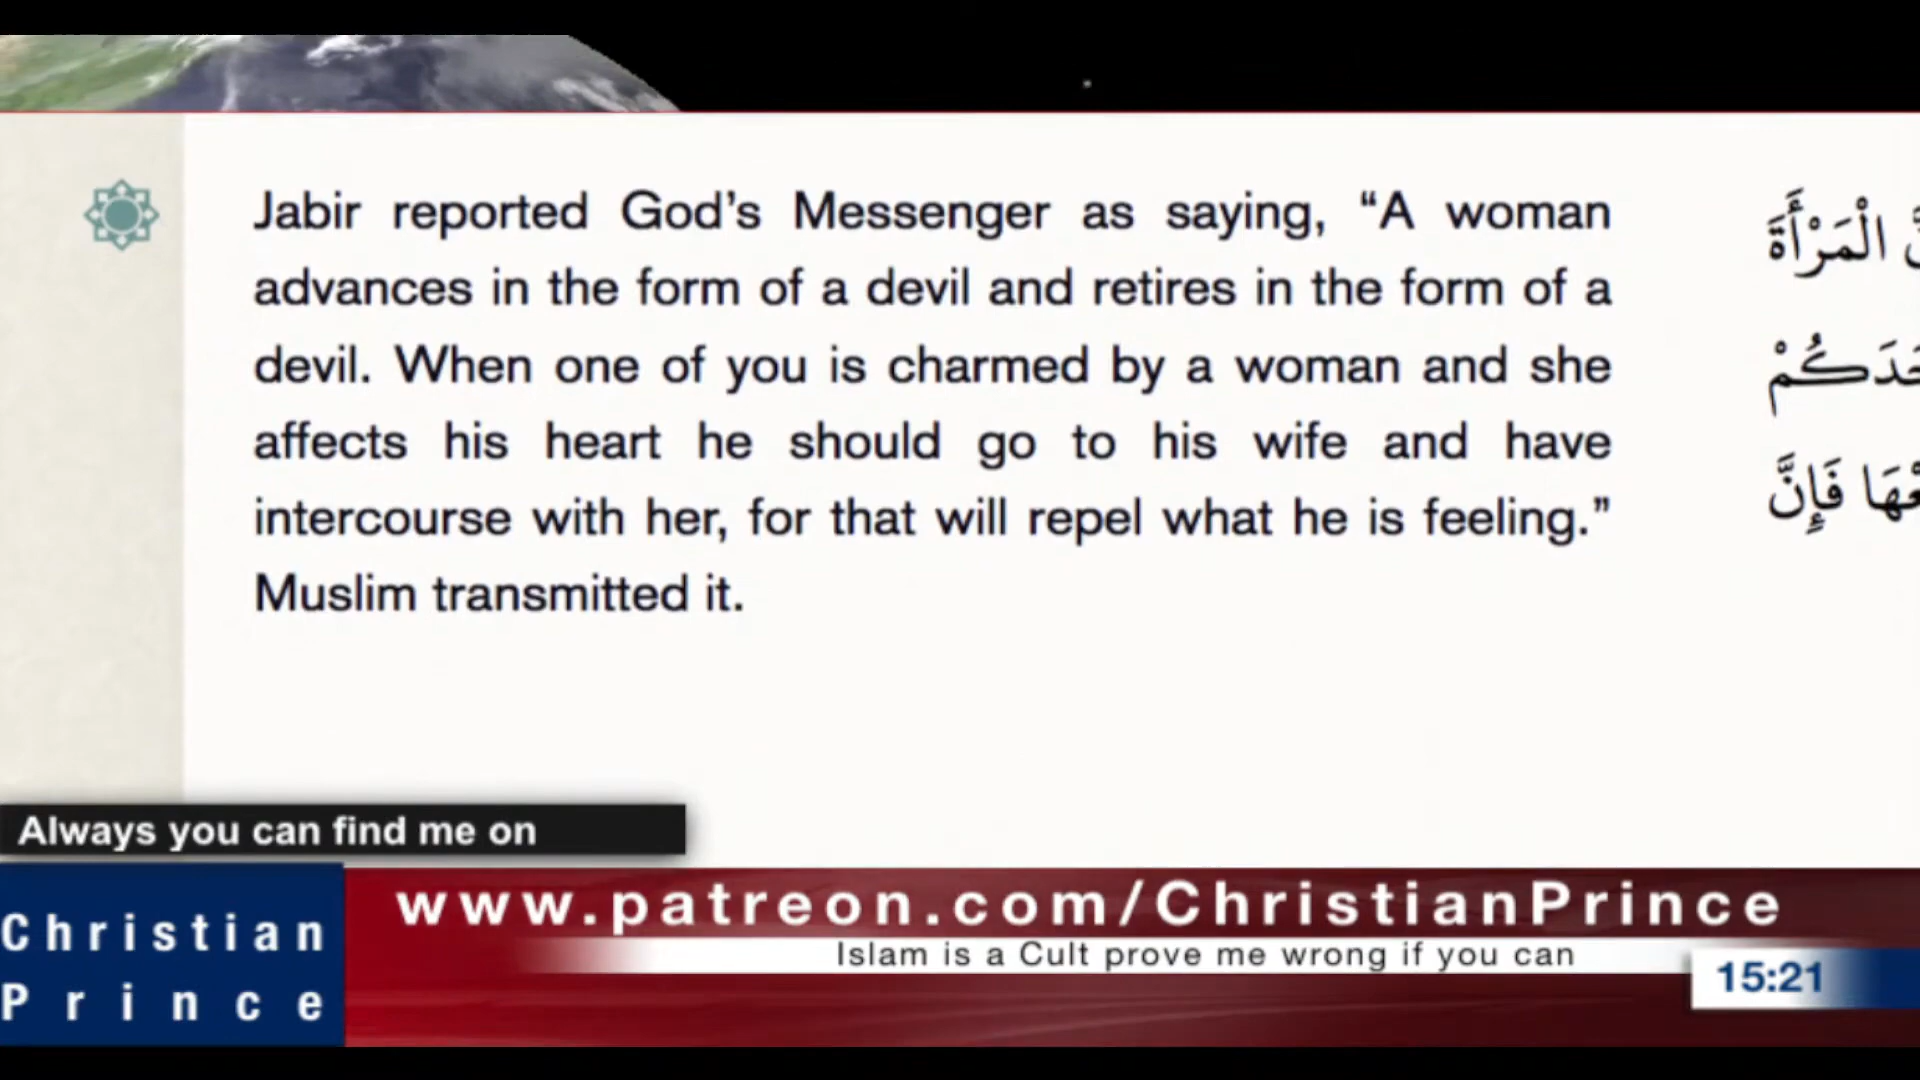 Jabir reported God's Messenger as saying, “A woman
advances in the form of a devil and retires in the form of a
devil. When one of you is charmed by a woman and she
affects his heart he should go to his wife and have
intercourse with her, for that will repel what he is feeling.”
Muslim transmitted it.
الْمَرْأَةَ
فَإِنَّ
Always you can find me on
Christian
Prince
www.patreon.com/ChristianPrince
Islam is a Cult prove me wrong if you can
15:21